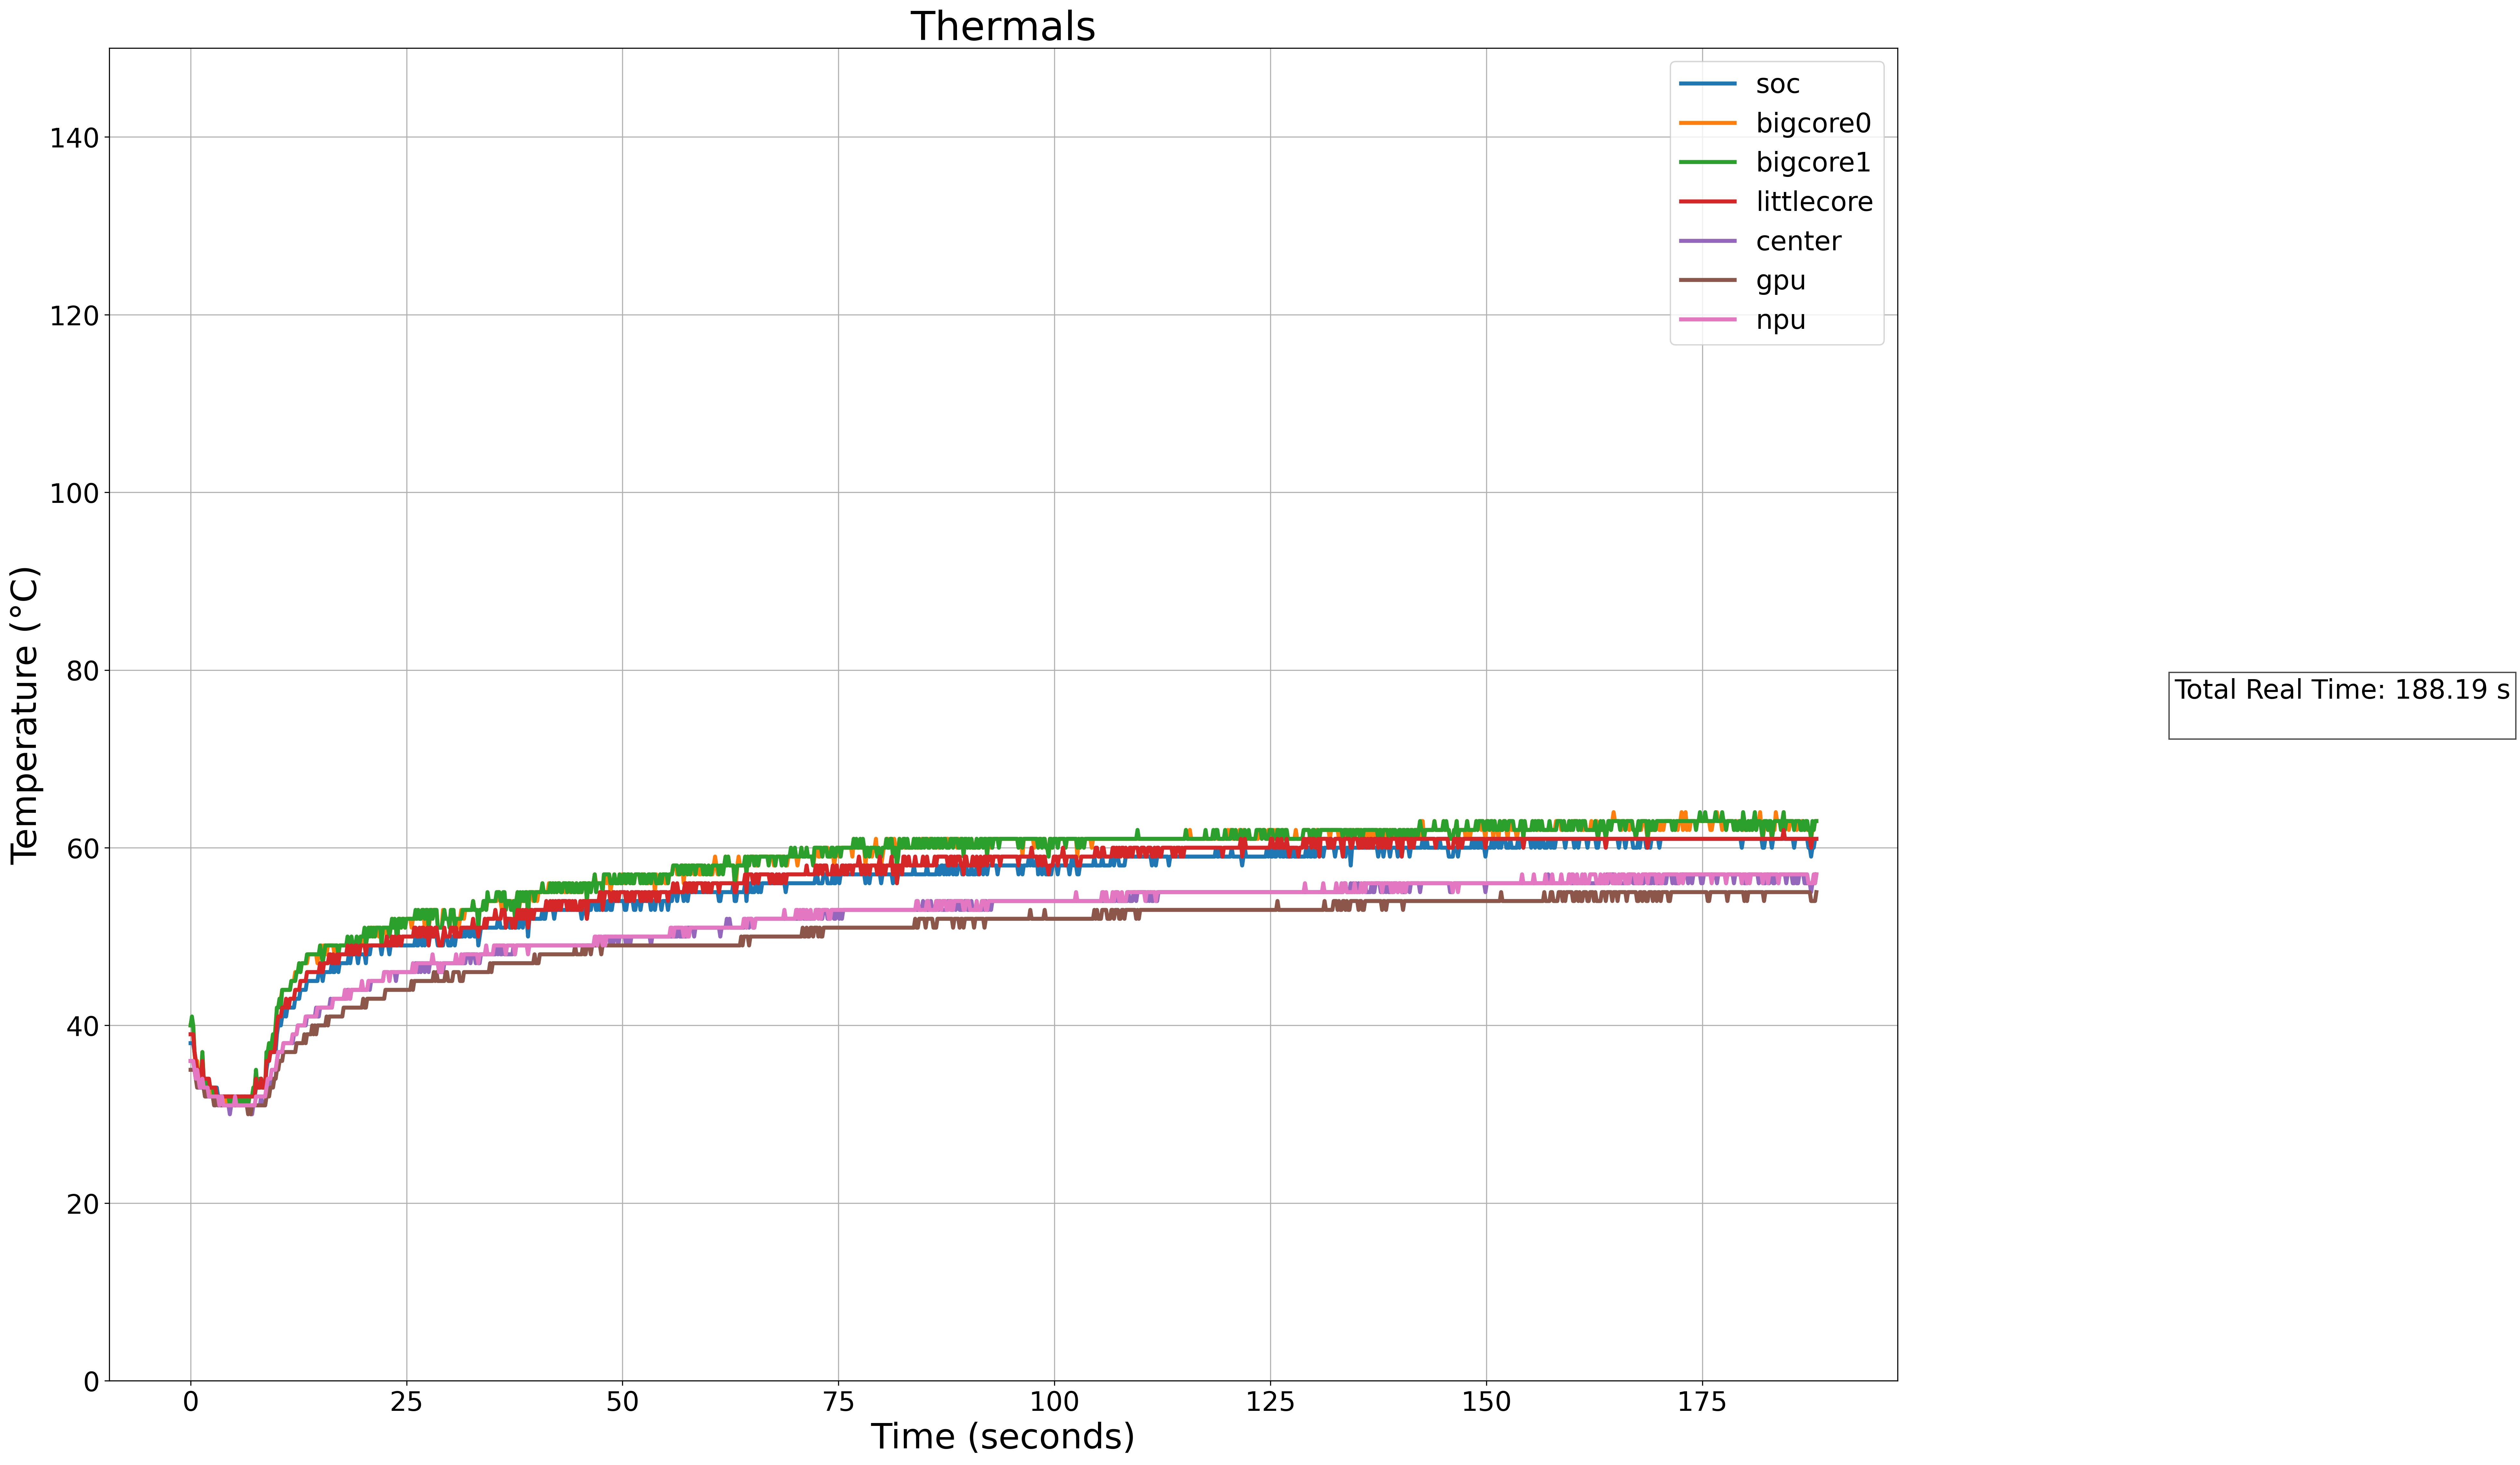 Thermals
soc
bigcore0
bigcore1
littlecore
center
gpu
npu
Temperature (°C)
140
120
100
80
60
40
20
0
0 25 50 75 100 125 150 175
Time (seconds)
Total Real Time: 188.19 s